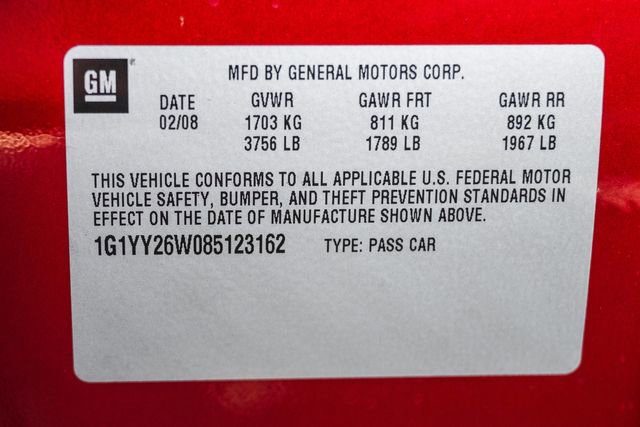 GM
MFD BY GENERAL MOTORS CORP.
DATE GVWR GAWR FRT GAWR RR
02/08 1703 KG 811 KG 892 KG
3756 LB 1789 LB 1967 LB
THIS VEHICLE CONFORMS TO ALL APPLICABLE U.S. FEDERAL MOTOR
VEHICLE SAFETY, BUMPER, AND THEFT PREVENTION STANDARDS IN
EFFECT ON THE DATE OF MANUFACTURE SHOWN ABOVE.
1G1YY26W085123162 TYPE: PASS CAR